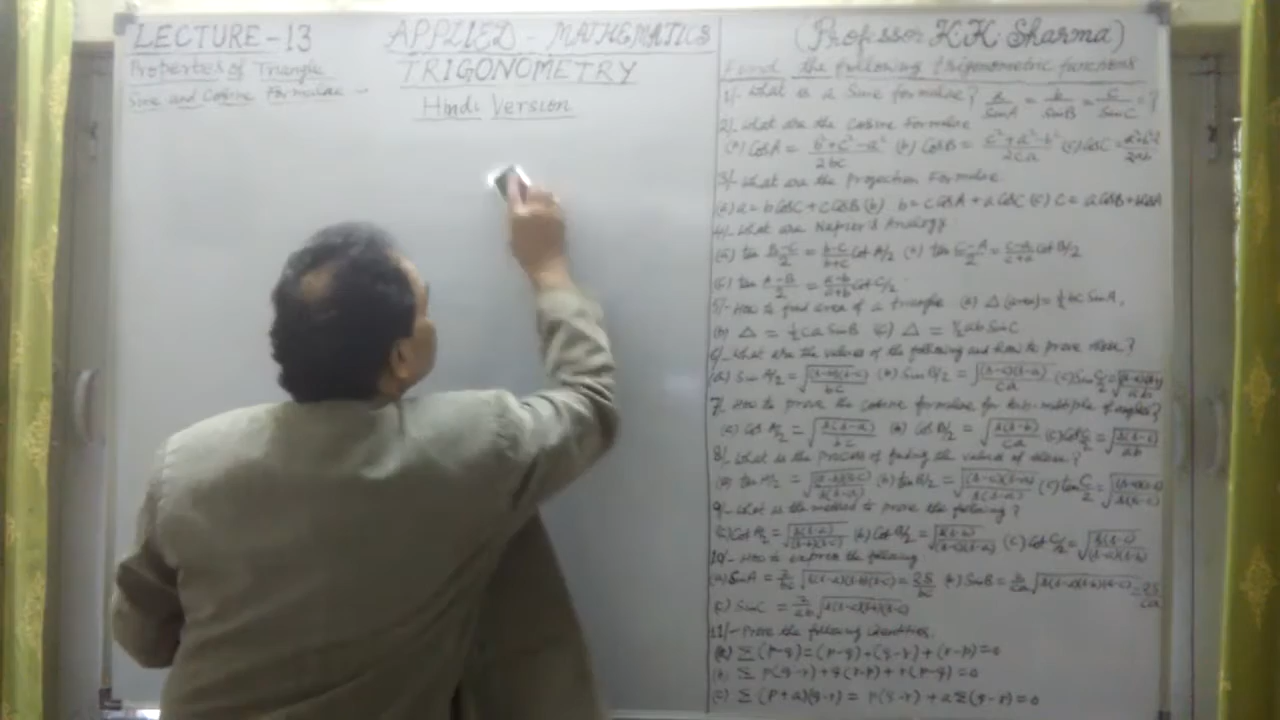 LECTURE-13
Properties of Triangle
Sine and Cosine Formulae -
APPLIED - MATHEMATICS
TRIGONOMETRY
Hindi Version
(Professor K.K. Sharma)
Find the following trigonometric functions
1/- What is a Sine formulae? a/SinA = b/SinB = c/SinC = ?
2/- What are the Cosine Formulae
(a) CosA = b²+c²-a²/2bc (b) CosB = c²+a²-b²/2ca (c) CosC = a²+b²-c²/2ab
3/- What are the Projection Formulae
(a) a = bCosC + cCosB (b) b = cCosA + aCosC (c) c = aCosB + bCosA
4/- What are Napier's Analogy
(a) tan B-C/2 = b-c/b+c Cot A/2 (b) tan C-A/2 = c-a/c+a Cot B/2
(c) tan A-B/2 = a-b/a+b Cot C/2
5/- How to find area of a triangle (a) Δ (area) = ½ bc SinA,
(b) Δ = ½ ca SinB (c) Δ = ½ ab SinC
6/- What are the values of the following and how to prove these?
(a) Sin A/2 = √(s-b)(s-c)/bc (b) Sin B/2 = √(s-c)(s-a)/ca (c) Sin C/2 = √(s-a)(s-b)/ab
7/- How to prove the Cosine formulae for sub-multiple of angles?
(a) Cos A/2 = √s(s-a)/bc (b) Cos B/2 = √s(s-b)/ca (c) Cos C/2 = √s(s-c)/ab
8/- What is the process of finding the values of these?
(a) tan A/2 = √(s-b)(s-c)/s(s-a) (b) tan B/2 = √(s-c)(s-a)/s(s-b) (c) tan C/2 = √(s-a)(s-b)/s(s-c)
9/- What is the method to prove the following?
(a) Cot A/2 = √s(s-a)/(s-b)(s-c) (b) Cot B/2 = √s(s-b)/(s-c)(s-a) (c) Cot C/2 = √s(s-c)/(s-a)(s-b)
10/- How to express the following
(a) SinA = 2/bc √s(s-a)(s-b)(s-c) = 2S/bc (b) SinB = 2/ca √s(s-a)(s-b)(s-c) = 2S/ca
(c) SinC = 2/ab √s(s-a)(s-b)(s-c)
11/- Prove the following identities.
(a) Σ(p-q) = (p-q) + (q-r) + (r-p) = 0
(b) Σ p(q-r) + q(r-p) + r(p-q) = 0
(c) Σ (p+a)(q-r) = p(q-r) + aΣ(q-r) = 0